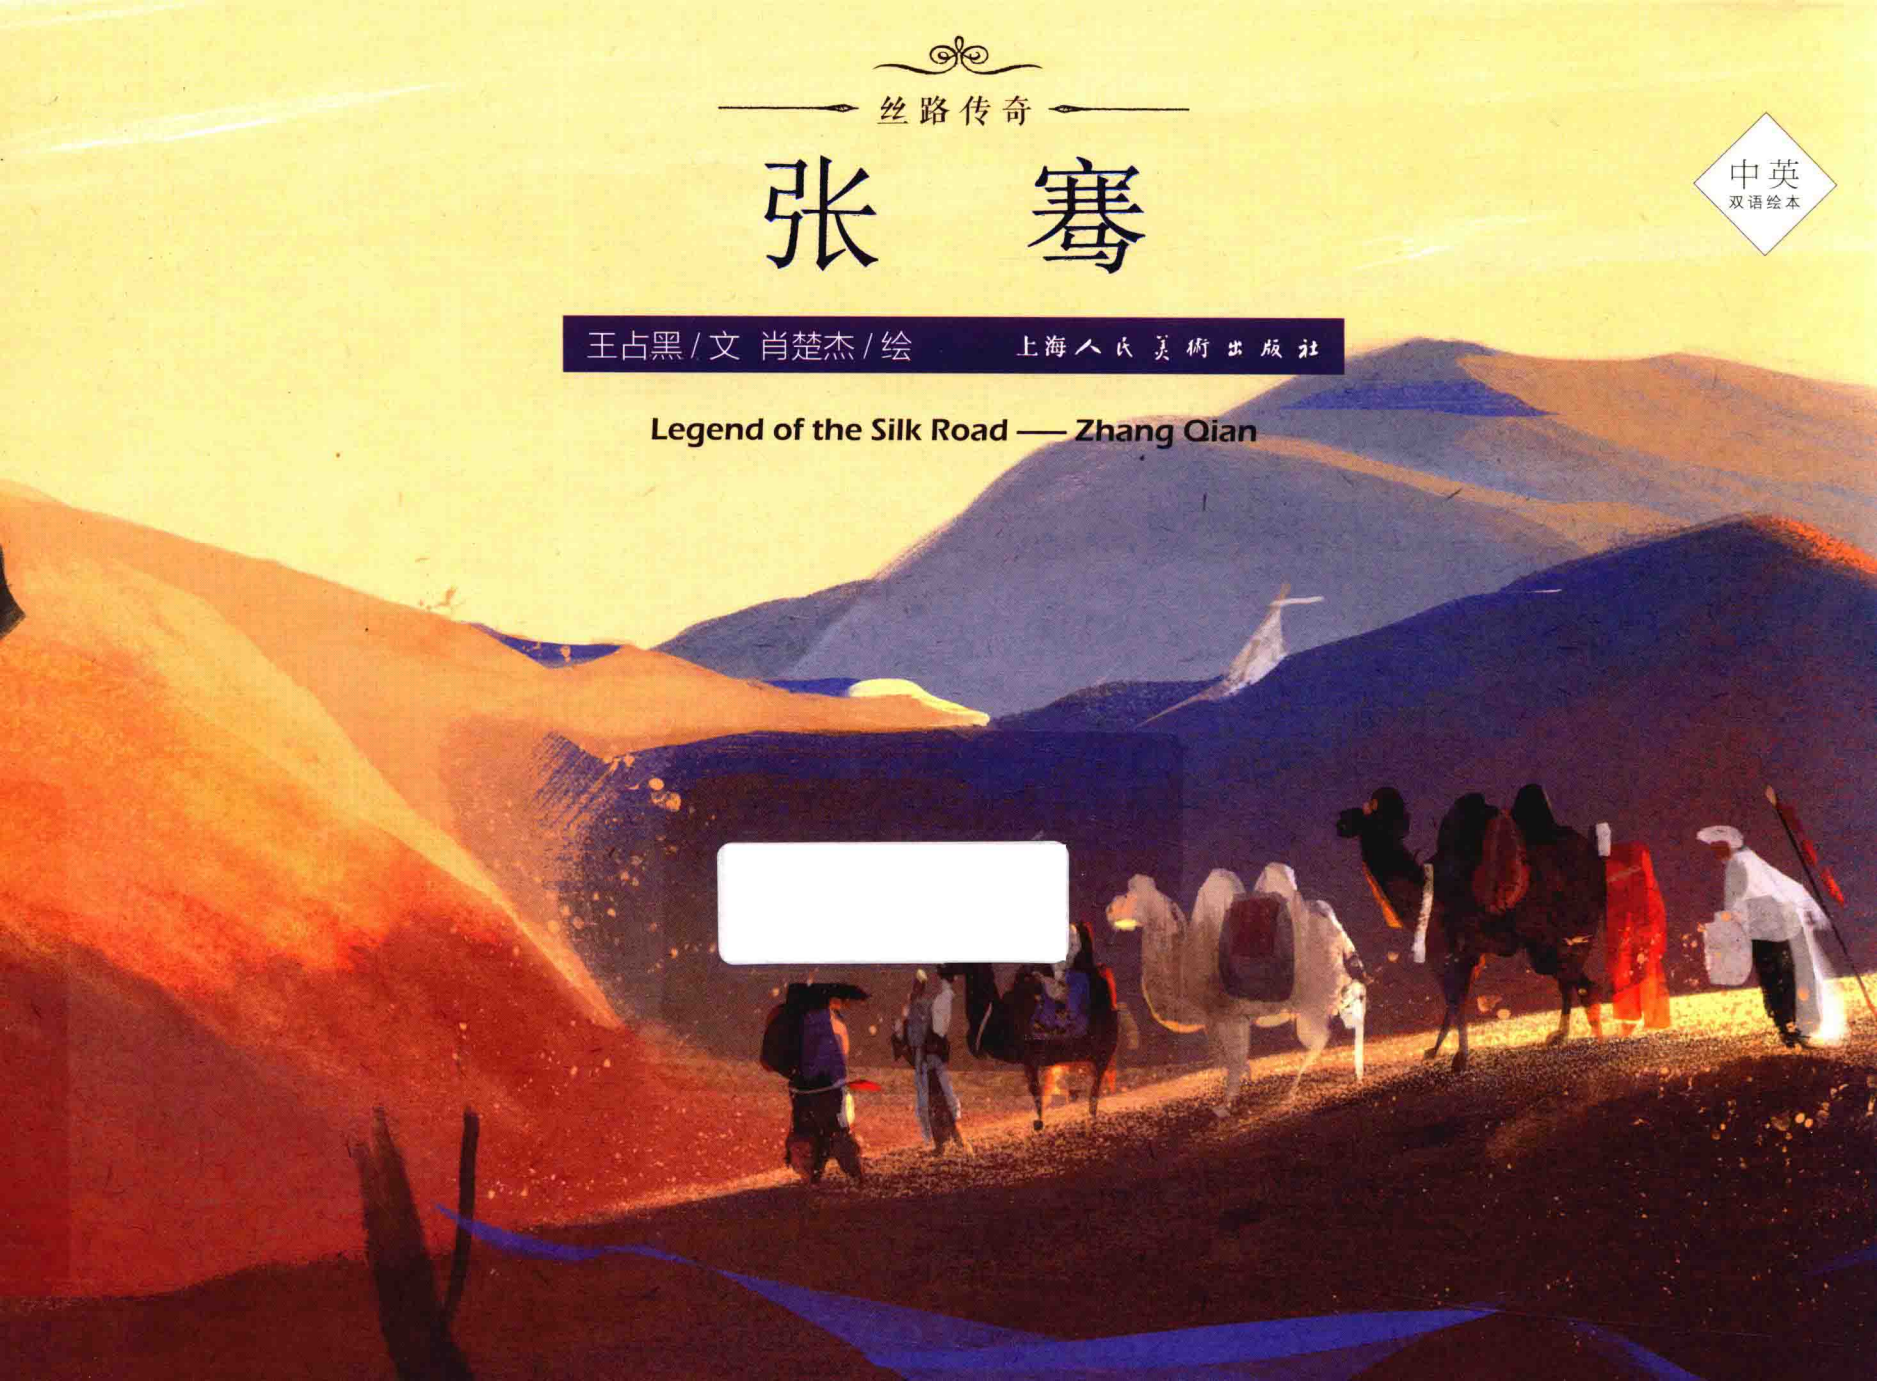 丝路传奇
张骞
中英
双语绘本
王占黑/文 肖楚杰/绘 上海人民美術出版社
Legend of the Silk Road — Zhang Qian